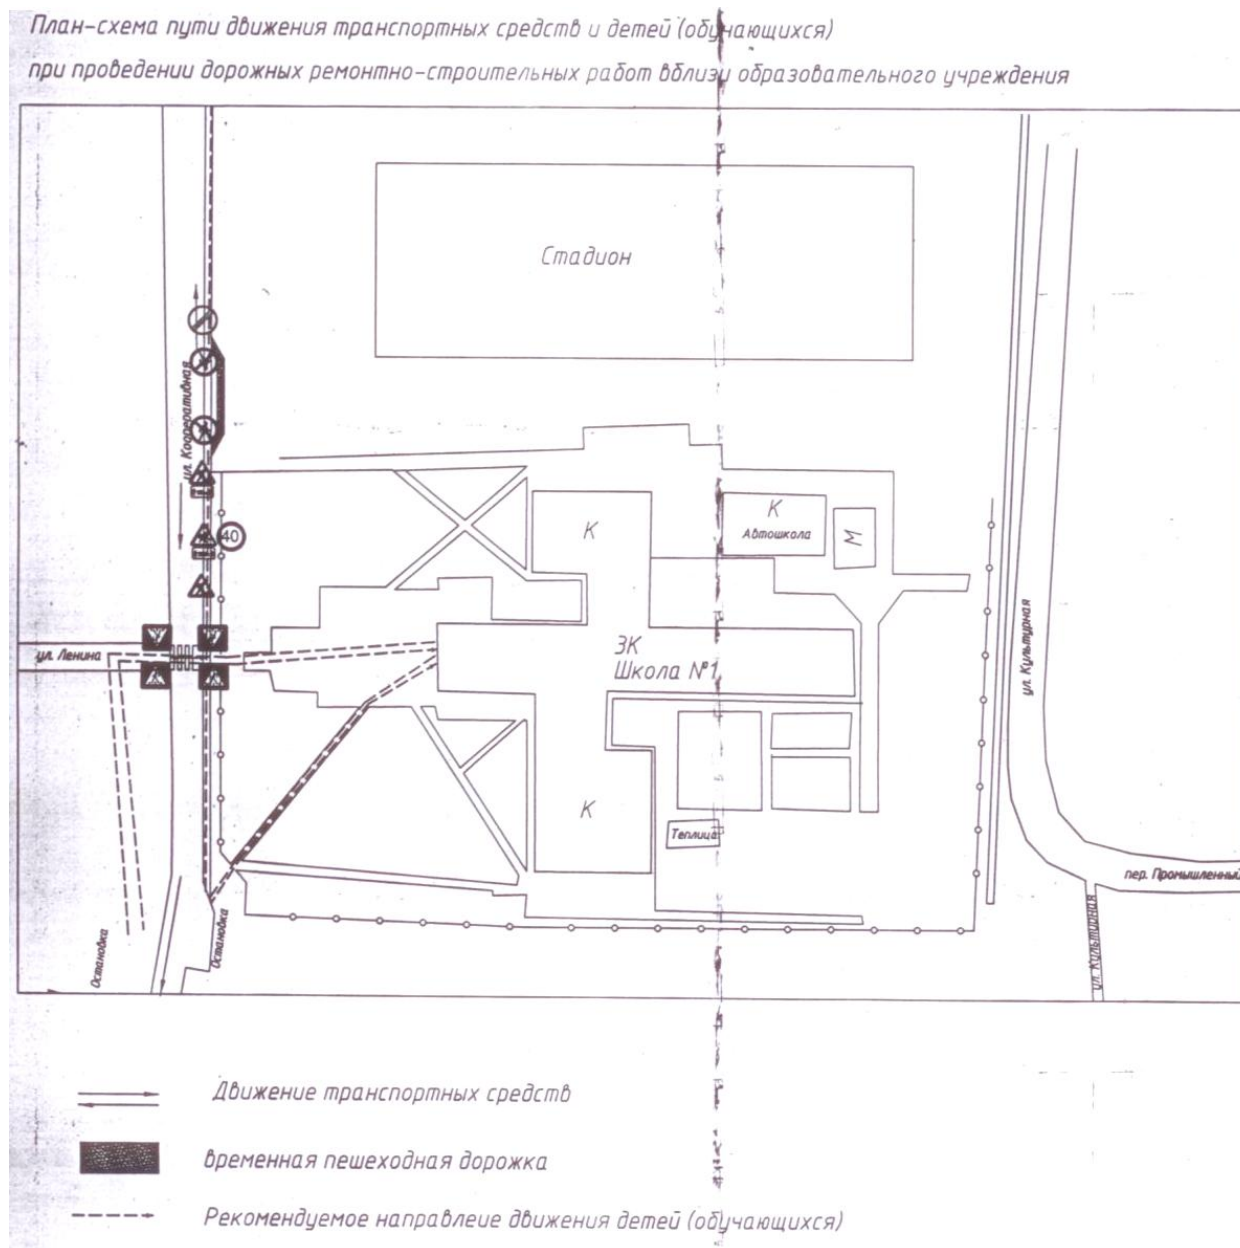 План-схема пути движения транспортных средств и детей (обучающихся)
при проведении дорожных ремонтно-строительных работ вблизи образовательного учреждения
Стадион
ул. Кооперативная
40
К
К
Автошкола
М
ул. Ленина
ЗК
Школа №1
ул. Культурная
К
Теплица
пер. Промышленный
Остановка
Остановка
ул. Культурная
Движение транспортных средств
временная пешеходная дорожка
Рекомендуемое направлеие движения детей (обучающихся)